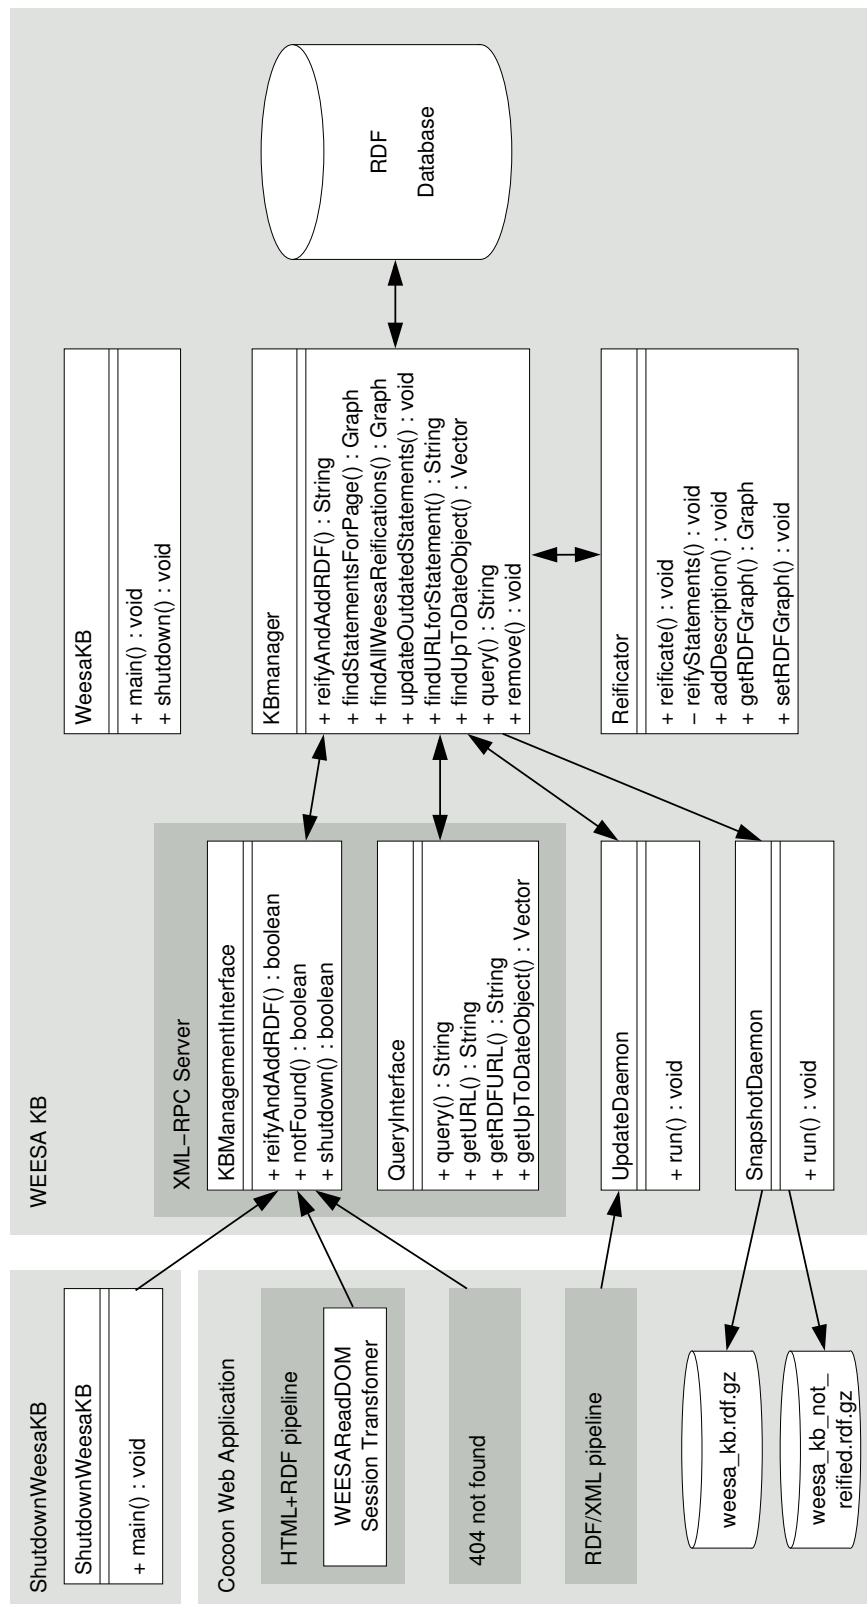 ShutdownWeesaKB
ShutdownWeesaKB
+ main() : void
Cocoon Web Application
HTML+RDF pipeline
WEESAReadDOM
Session Transfomer
404 not found
RDF/XML pipeline
weesa_kb.rdf.gz
weesa_kb_not_
reified.rdf.gz
WEESA KB
XML−RPC Server
KBManagementInterface
+ reifyAndAddRDF() : boolean
+ notFound() : boolean
+ shutdown() : boolean
QueryInterface
+ query() : String
+ getURL() : String
+ getRDFURL() : String
+ getUpToDateObject() : Vector
UpdateDaemon
+ run() : void
SnapshotDaemon
+ run() : void
WeesaKB
+ main() : void
+ shutdown() : void
KBmanager
+ reifyAndAddRDF() : String
+ findStatementsForPage() : Graph
+ findAllWeesaReifications() : Graph
+ updateOutdatedStatements() : void
+ findURLforStatement() : String
+ findUpToDateObject() : Vector
+ query() : String
+ remove() : void
Reificator
+ reificate() : void
− reifyStatements() : void
+ addDescription() : void
+ getRDFGraph() : Graph
+ setRDFGraph() : void
RDF
Database